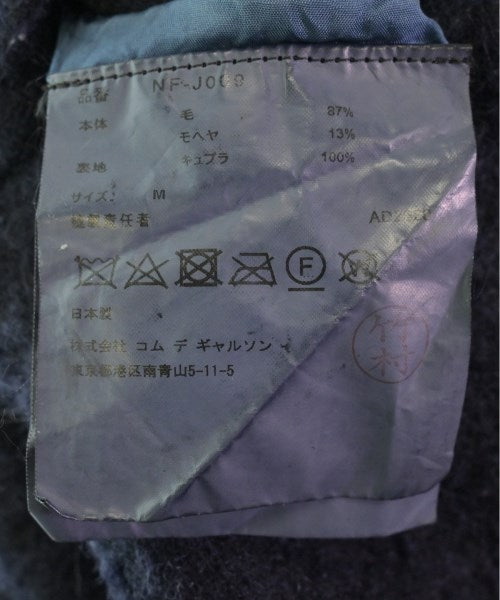 品番 NF-J009
本体 毛 87%
モヘヤ 13%
裏地 キュプラ 100%
サイズ: M
縫製責任者
F
日本製
株式会社 コム デ ギャルソン
東京都港区南青山5-11-5
竹村